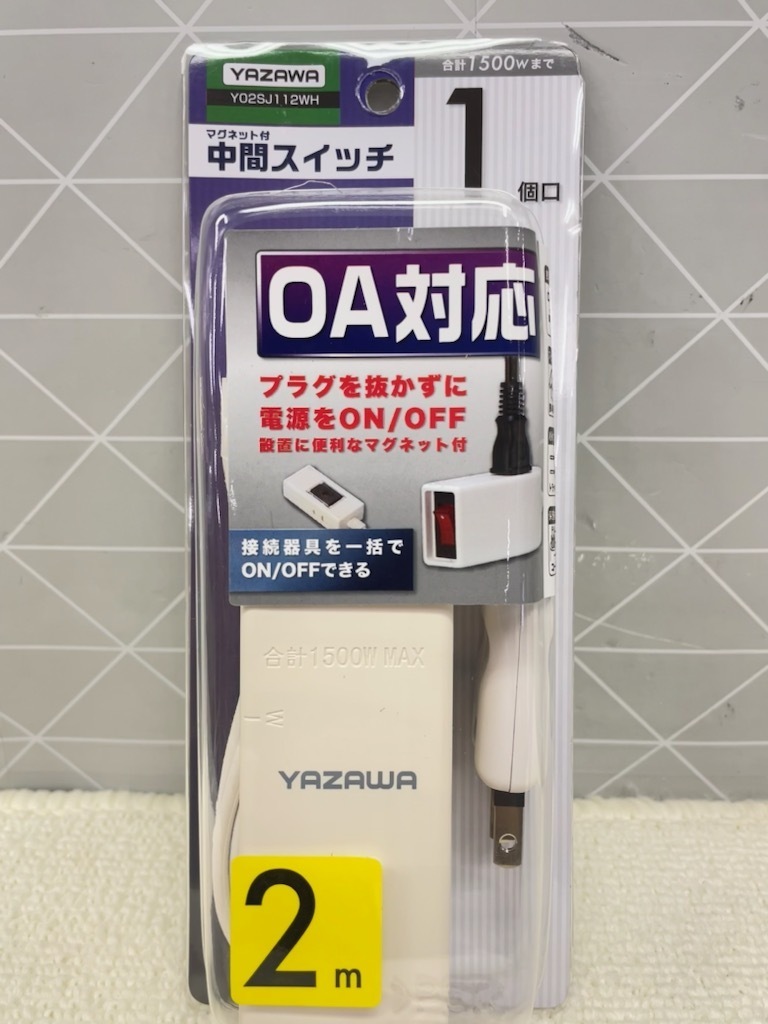 YAZAWA
Y02SJ112WH
マグネット付
中間スイッチ
合計1500wまで
1
個口
OA対応
プラグを抜かずに
電源をON/OFF
設置に便利なマグネット付
接続器具を一括で
ON/OFFできる
合計1500W MAX
W
YAZAWA
2m